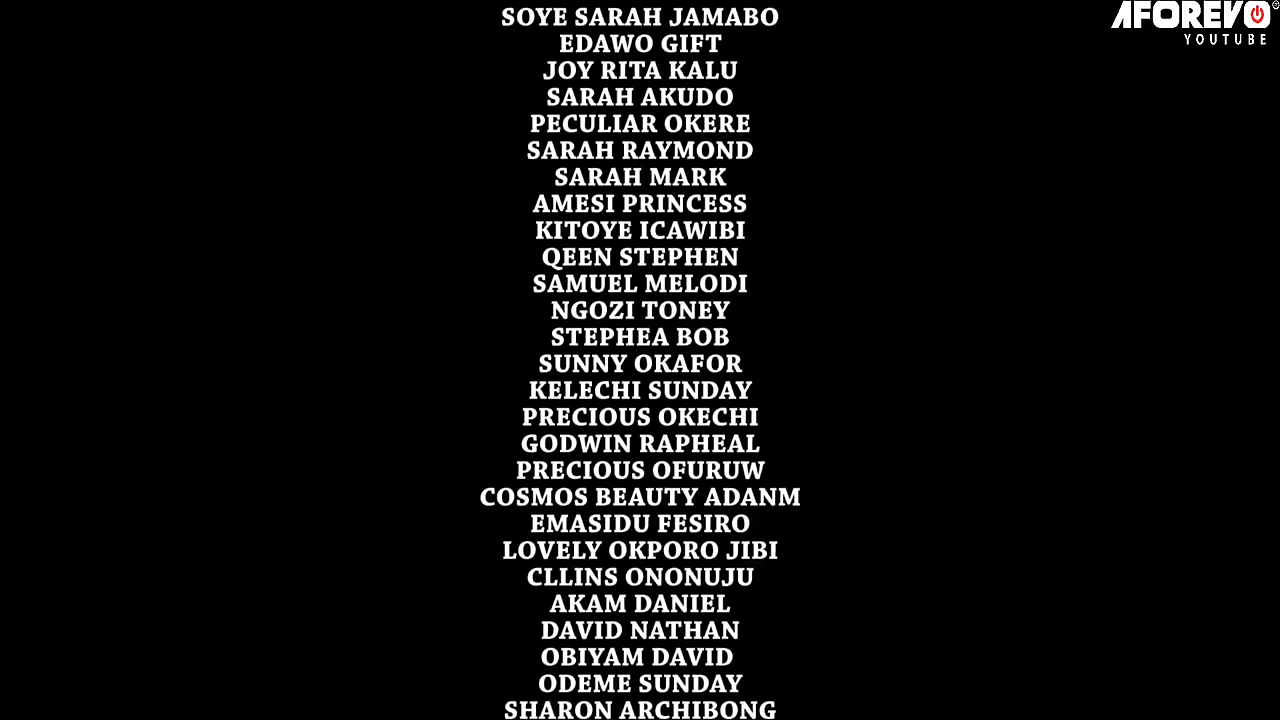 AFOREVO
YOUTUBE
SOYE SARAH JAMABO
EDAWO GIFT
JOY RITA KALU
SARAH AKUDO
PECULIAR OKERE
SARAH RAYMOND
SARAH MARK
AMESI PRINCESS
KITOYE ICAWIBI
QEEN STEPHEN
SAMUEL MELODI
NGOZI TONEY
STEPHEA BOB
SUNNY OKAFOR
KELECHI SUNDAY
PRECIOUS OKECHI
GODWIN RAPHEAL
PRECIOUS OFURUW
COSMOS BEAUTY ADANM
EMASIDU FESIRO
LOVELY OKPORO JIBI
CLLINS ONONUJU
AKAM DANIEL
DAVID NATHAN
OBIYAM DAVID
ODEME SUNDAY
SHARON ARCHIBONG